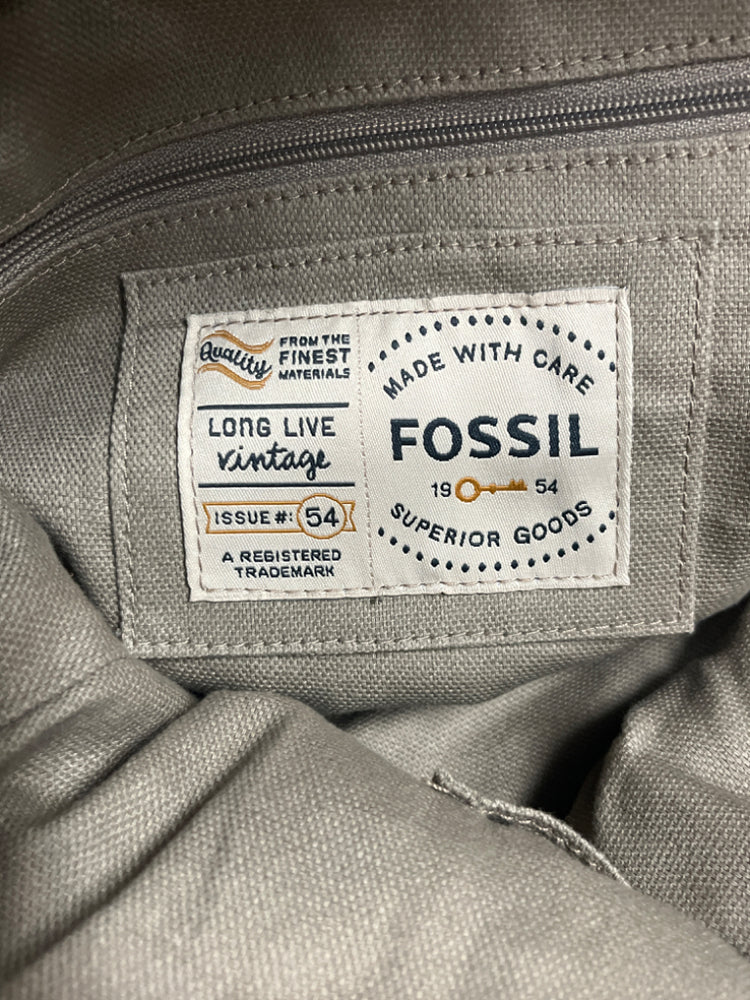 Quality
FROM THE
FINEST
MATERIALS
LONG LIVE
vintage
ISSUE #: 54
A REGISTERED
TRADEMARK
MADE WITH CARE
FOSSIL
19 54
SUPERIOR GOODS